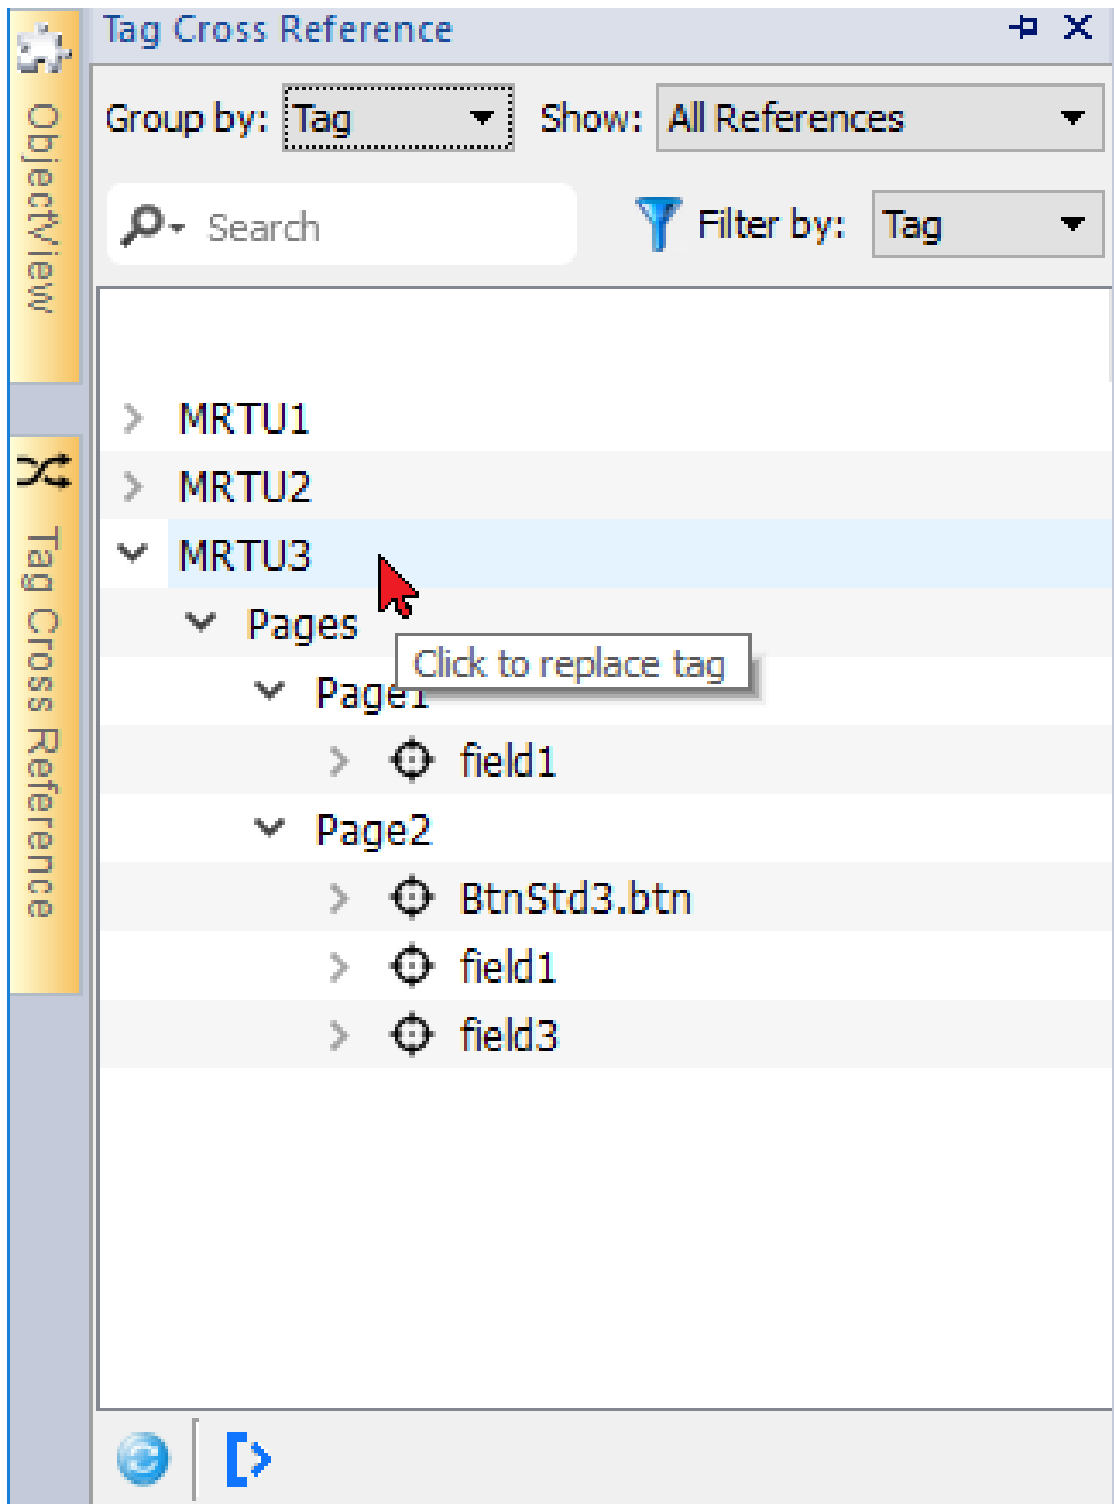 Tag Cross Reference
Group by: Tag Show: All References
Search Filter by: Tag
ObjectView
Tag Cross Reference
MRTU1
MRTU2
MRTU3
Pages
Click to replace tag
Page1
field1
Page2
BtnStd3.btn
field1
field3